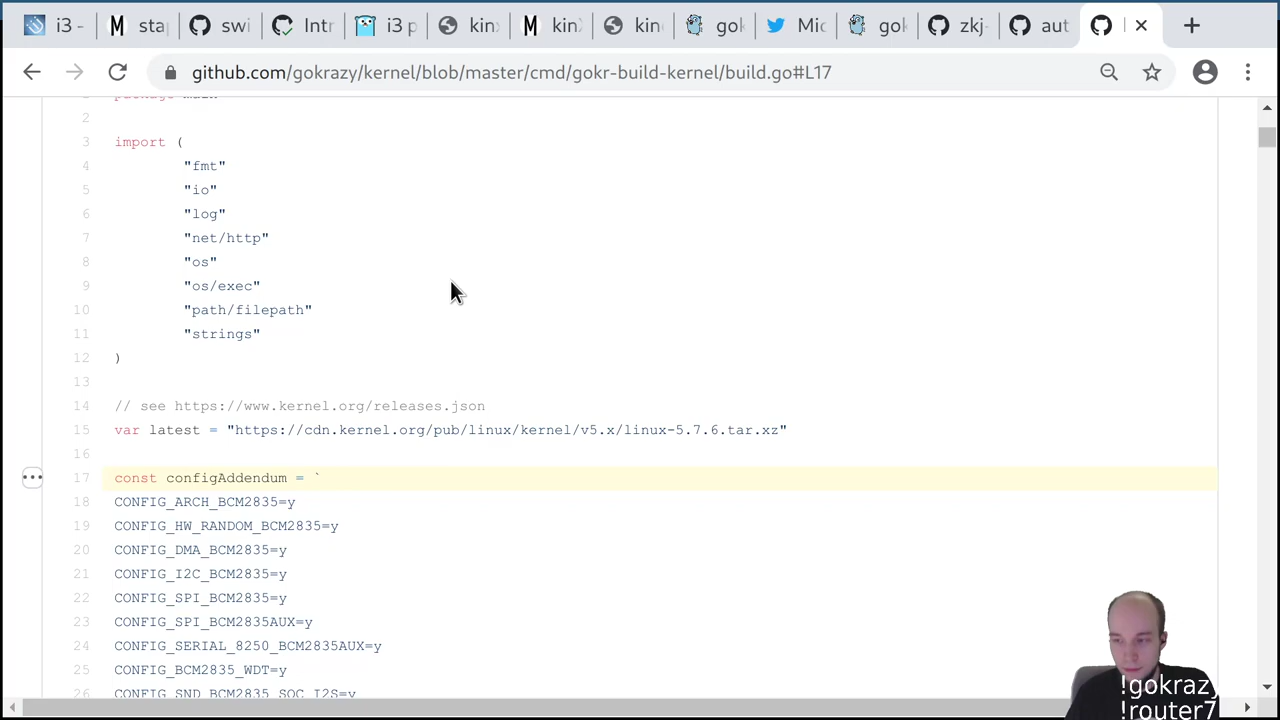 i3 -
sta
swi
Intr
i3 p
kin
kin
kin
gok
Mic
gok
zkj-
aut
github.com/gokrazy/kernel/blob/master/cmd/gokr-build-kernel/build.go#L17
2
3 import (
4 "fmt"
5 "io"
6 "log"
7 "net/http"
8 "os"
9 "os/exec"
10 "path/filepath"
11 "strings"
12 )
13
14 // see https://www.kernel.org/releases.json
15 var latest = "https://cdn.kernel.org/pub/linux/kernel/v5.x/linux-5.7.6.tar.xz"
16
17 const configAddendum = `
18 CONFIG_ARCH_BCM2835=y
19 CONFIG_HW_RANDOM_BCM2835=y
20 CONFIG_DMA_BCM2835=y
21 CONFIG_I2C_BCM2835=y
22 CONFIG_SPI_BCM2835=y
23 CONFIG_SPI_BCM2835AUX=y
24 CONFIG_SERIAL_8250_BCM2835AUX=y
25 CONFIG_BCM2835_WDT=y
26 CONFIG_SND_BCM2835_SOC_I2S=y
!gokrazy
!router7